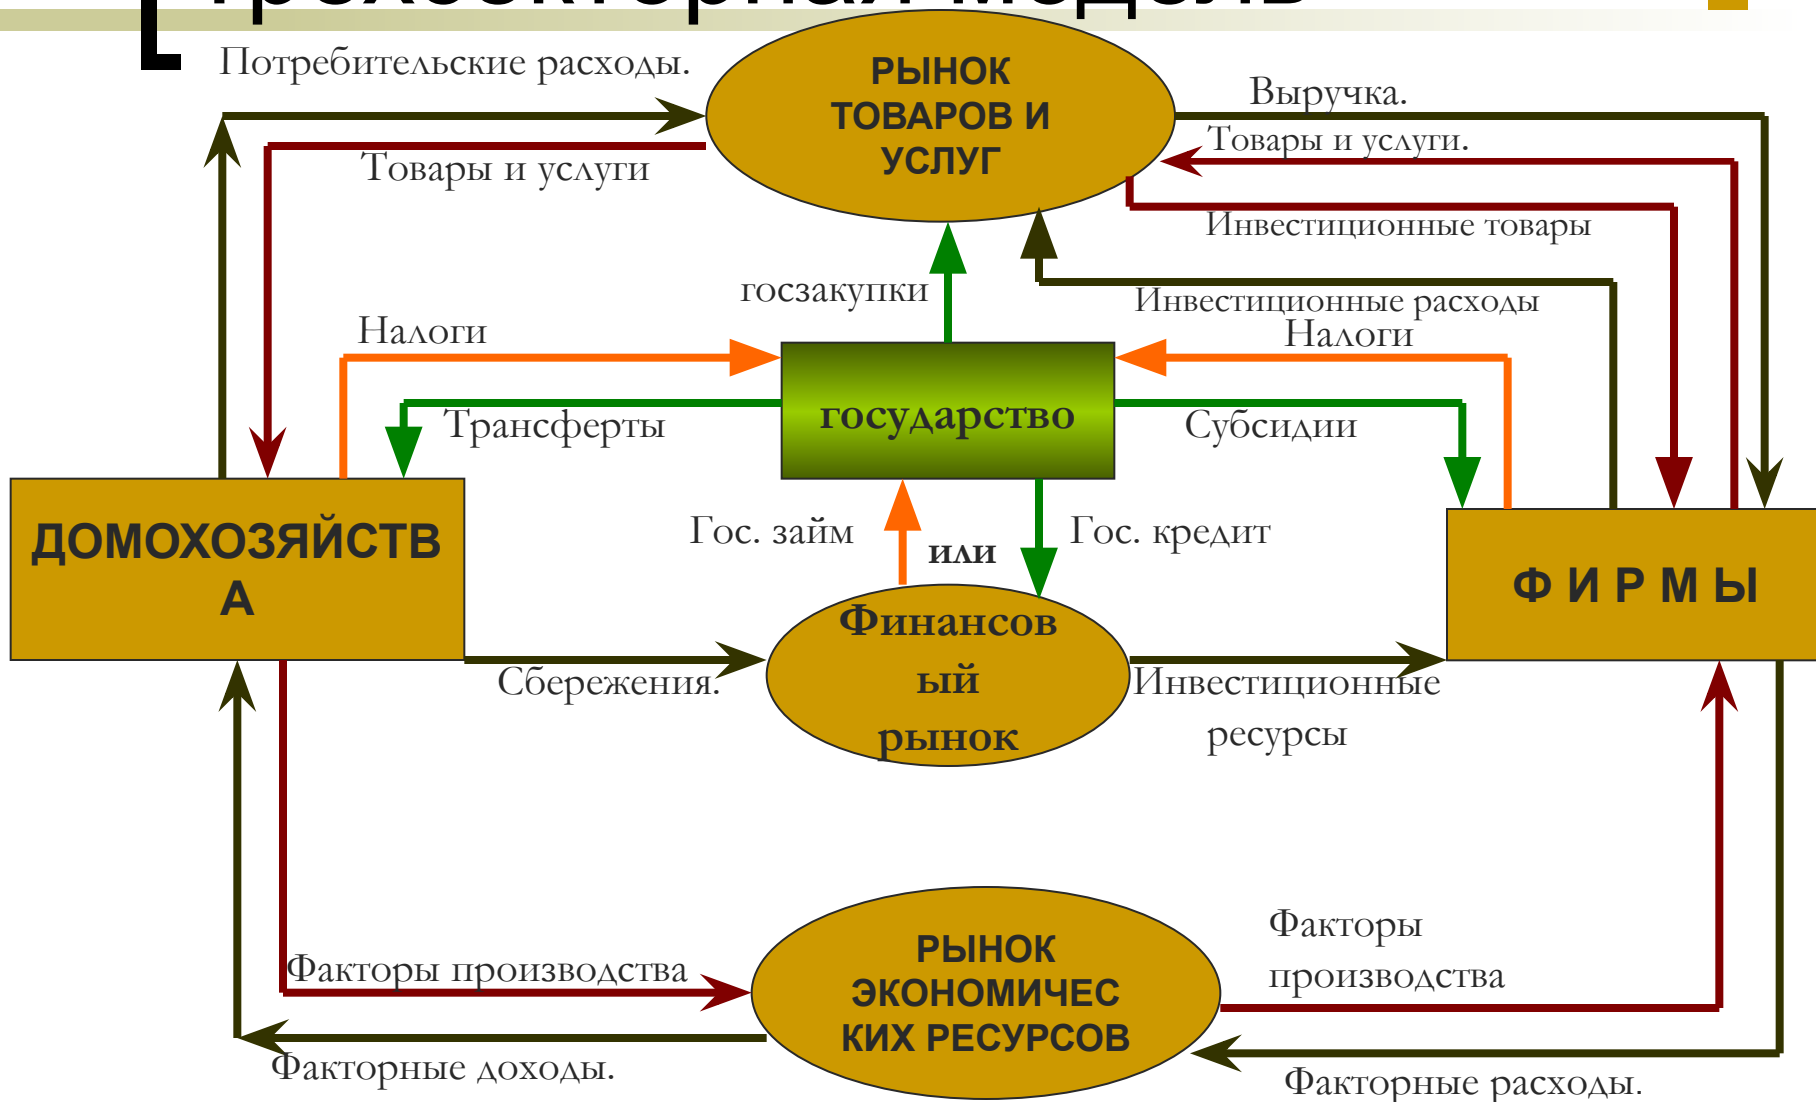 Трехсекторная модель
Потребительские расходы.
РЫНОК
ТОВАРОВ И
УСЛУГ
Выручка.
Товары и услуги.
Товары и услуги
Инвестиционные товары
госзакупки
Инвестиционные расходы
Налоги
Налоги
Трансферты
государство
Субсидии
ДОМОХОЗЯЙСТВ
А
Гос. займ
или
Гос. кредит
Ф И Р М Ы
Финансов
ый
рынок
Сбережения.
Инвестиционные
ресурсы
Факторы производства
РЫНОК
ЭКОНОМИЧЕС
КИХ РЕСУРСОВ
Факторы
производства
Факторные доходы.
Факторные расходы.